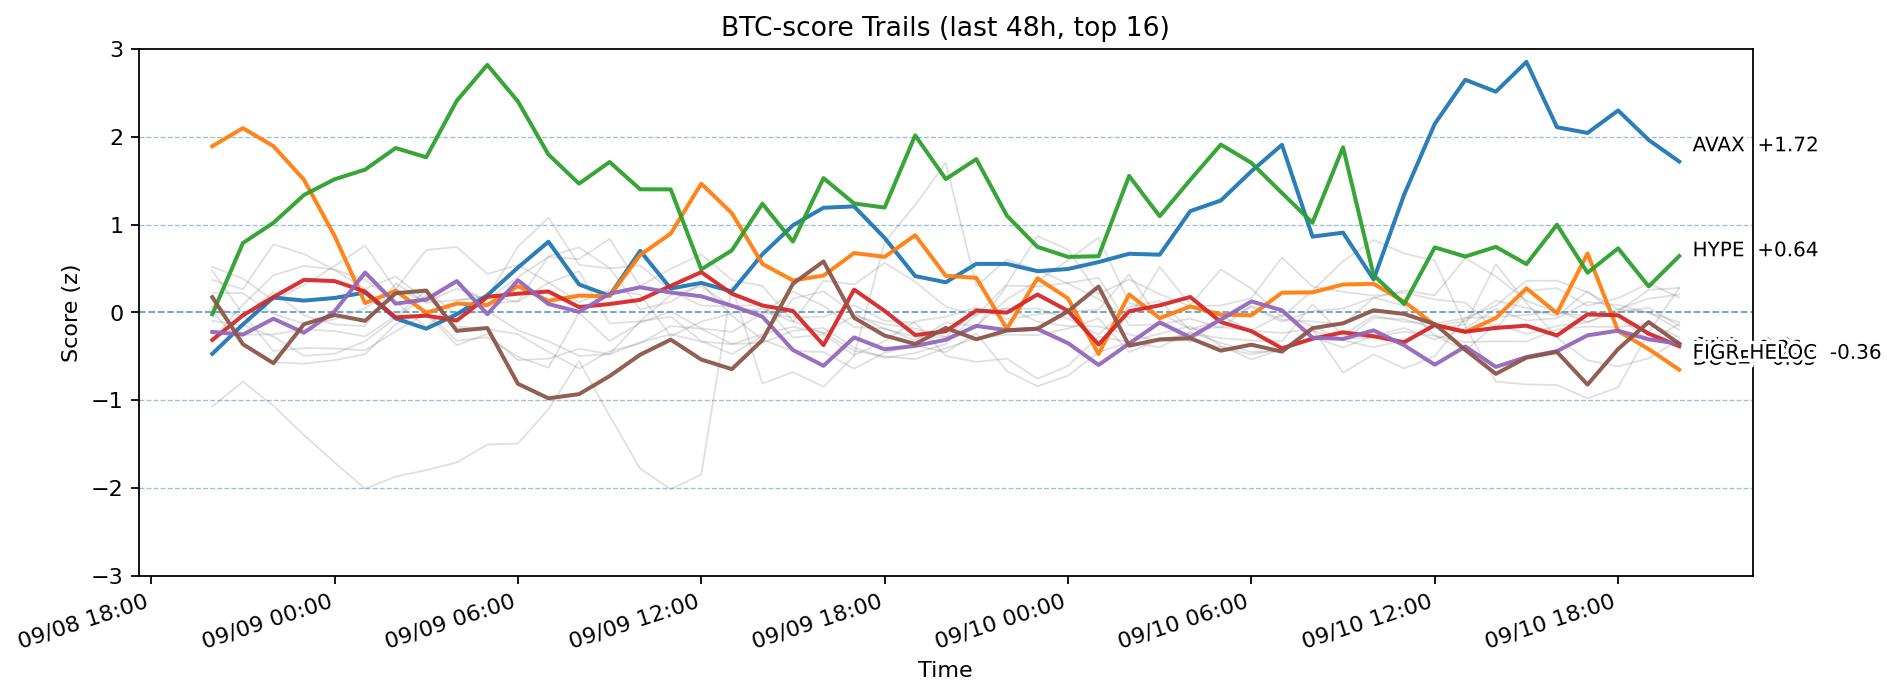 BTC-score Trails (last 48h, top 16)
3
2
1
0
−1
−2
−3
Score (z)
AVAX +1.72
HYPE +0.64
FIGR_HELOC -0.36
09/08 18:00
09/09 00:00
09/09 06:00
09/09 12:00
09/09 18:00
09/10 00:00
09/10 06:00
09/10 12:00
09/10 18:00
Time